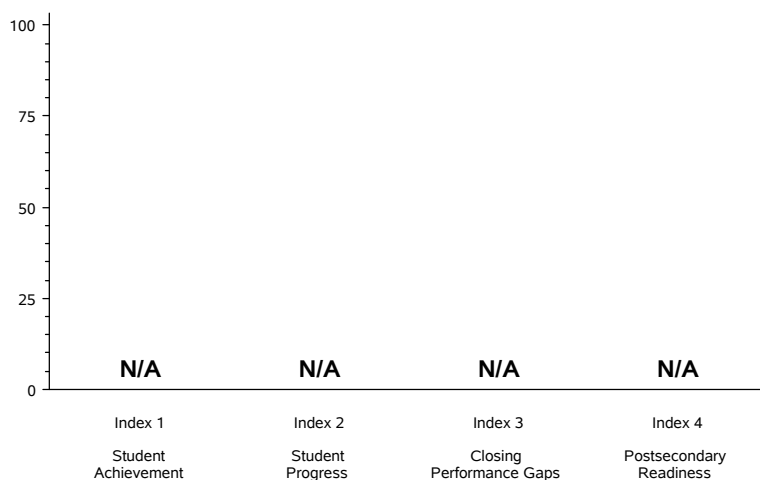 100
75
50
25
0
N/A N/A N/A N/A
Index 1 Index 2 Index 3 Index 4
Student Student Closing Postsecondary
Achievement Progress Performance Gaps Readiness